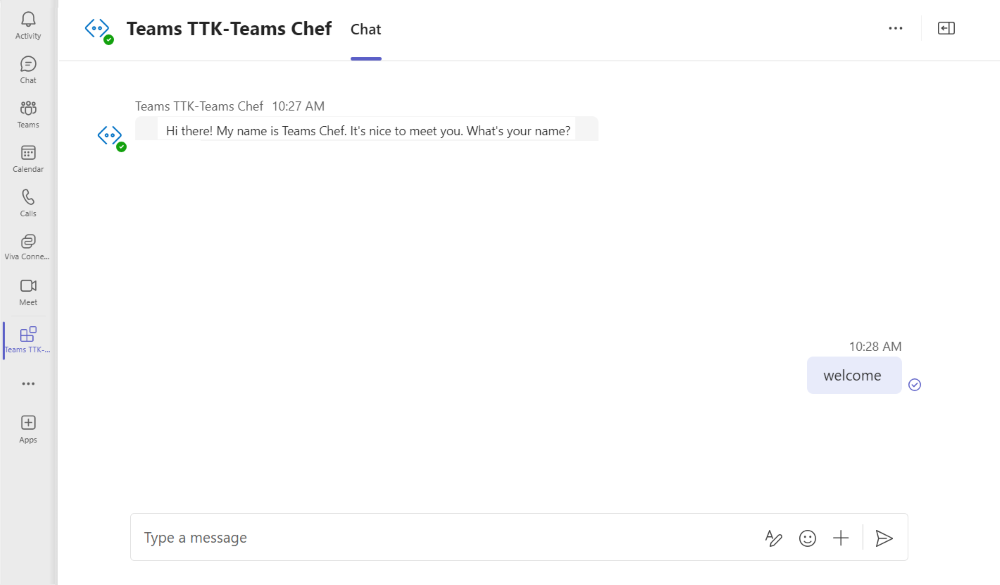 Activity
Chat
Teams
Calendar
Calls
Viva Conne...
Meet
Teams TTK-...
Apps
Teams TTK-Teams Chef Chat
Teams TTK-Teams Chef 10:27 AM
Hi there! My name is Teams Chef. It's nice to meet you. What's your name?
10:28 AM
welcome
Type a message